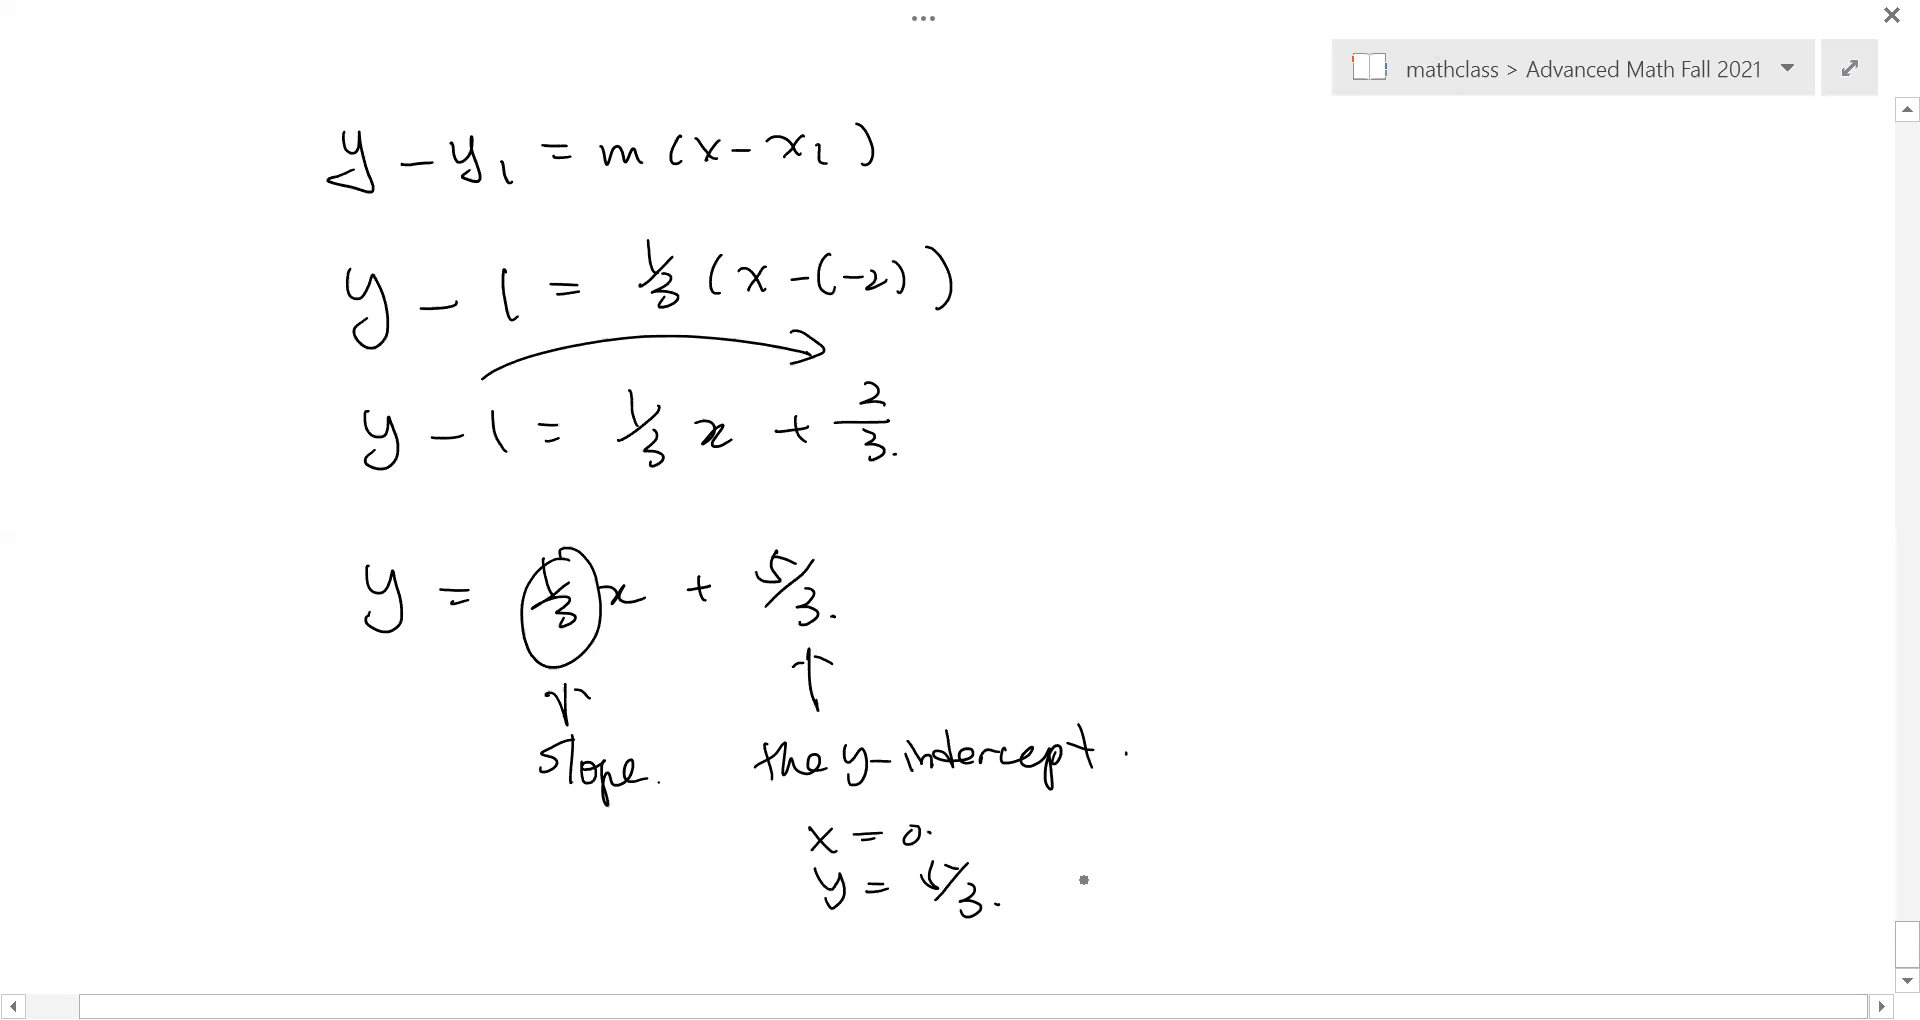 ...
mathclass > Advanced Math Fall 2021
y - y₁ = m (x - x₁)
y - 1 = 1/3 (x - (-2))
y - 1 = 1/3 x + 2/3.
y = 1/3 x + 5/3.
slope. the y-intercept.
x = 0.
y = 5/3.